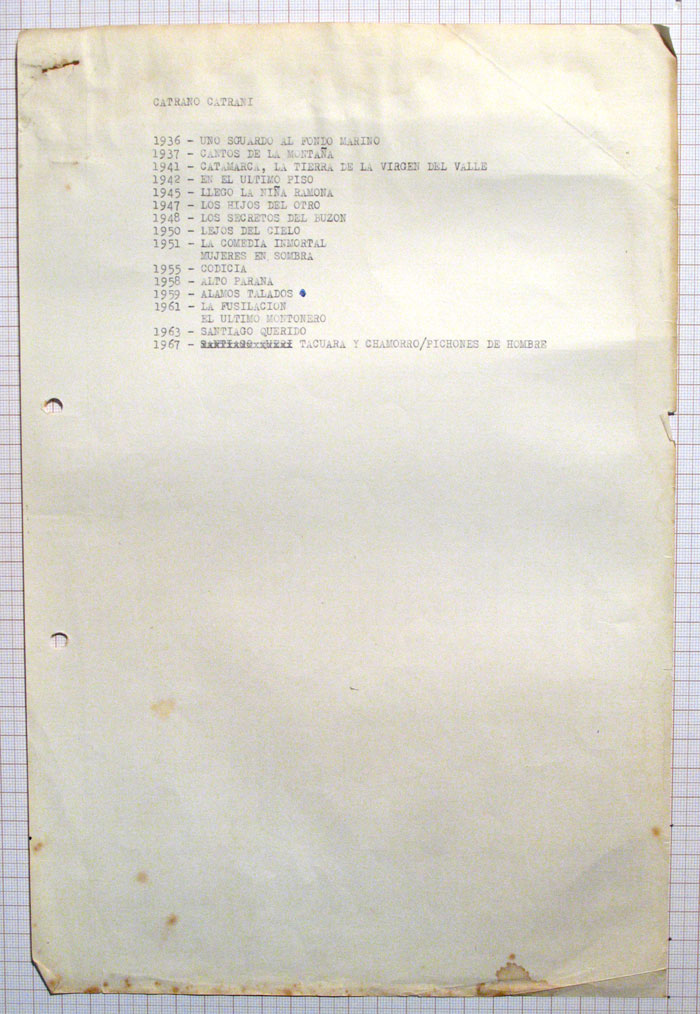 CATRANO CATRANI
1936 - UNO SGUARDO AL FONDO MARINO
1937 - CANTOS DE LA MONTAÑA
1941 - CATAMARCA, LA TIERRA DE LA VIRGEN DEL VALLE
1942 - EN EL ULTIMO PISO
1945 - LLEGO LA NIÑA RAMONA
1947 - LOS HIJOS DEL OTRO
1948 - LOS SECRETOS DEL BUZON
1950 - LEJOS DEL CIELO
1951 - LA COMEDIA INMORTAL
MUJERES EN SOMBRA
1955 - CODICIA
1958 - ALTO PARANA
1959 - ALAMOS TALADOS
1961 - LA FUSILACION
EL ULTIMO MONTONERO
1963 - SANTIAGO QUERIDO
1967 - TACUARA Y CHAMORRO/PICHONES DE HOMBRE